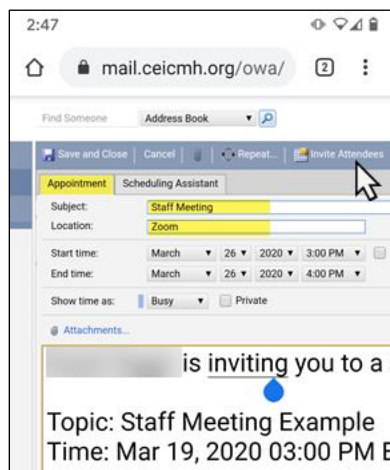 2:47
mail.ceicmh.org/owa/ 2
Find Someone Address Book
Save and Close Cancel Repeat... Invite Attendees
Appointment Scheduling Assistant
Subject: Staff Meeting
Location: Zoom
Start time: March 26 2020 3:00 PM
End time: March 26 2020 4:00 PM
Show time as: Busy Private
Attachments...
is inviting you to a
Topic: Staff Meeting Example
Time: Mar 19, 2020 03:00 PM